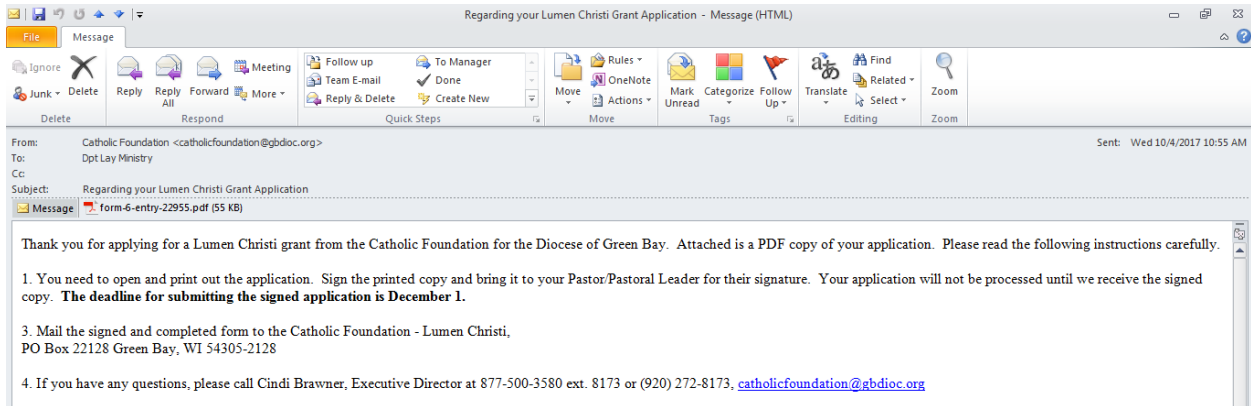 Regarding your Lumen Christi Grant Application - Message (HTML)
File Message
Ignore
Junk
Delete
Reply
Reply All
Forward
Meeting
More
Follow up
Team E-mail
Reply & Delete
To Manager
Done
Create New
Move
Rules
OneNote
Actions
Mark Unread
Categorize
Follow Up
Translate
Find
Related
Select
Zoom
Delete Respond Quick Steps Move Tags Editing Zoom
From: Catholic Foundation <catholicfoundation@gbdioc.org> Sent: Wed 10/4/2017 10:55 AM
To: Dpt Lay Ministry
Cc:
Subject: Regarding your Lumen Christi Grant Application
Message form-6-entry-22955.pdf (55 KB)
Thank you for applying for a Lumen Christi grant from the Catholic Foundation for the Diocese of Green Bay. Attached is a PDF copy of your application. Please read the following instructions carefully.
1. You need to open and print out the application. Sign the printed copy and bring it to your Pastor/Pastoral Leader for their signature. Your application will not be processed until we receive the signed
copy. The deadline for submitting the signed application is December 1.
3. Mail the signed and completed form to the Catholic Foundation - Lumen Christi,
PO Box 22128 Green Bay, WI 54305-2128
4. If you have any questions, please call Cindi Brawner, Executive Director at 877-500-3580 ext. 8173 or (920) 272-8173, catholicfoundation@gbdioc.org